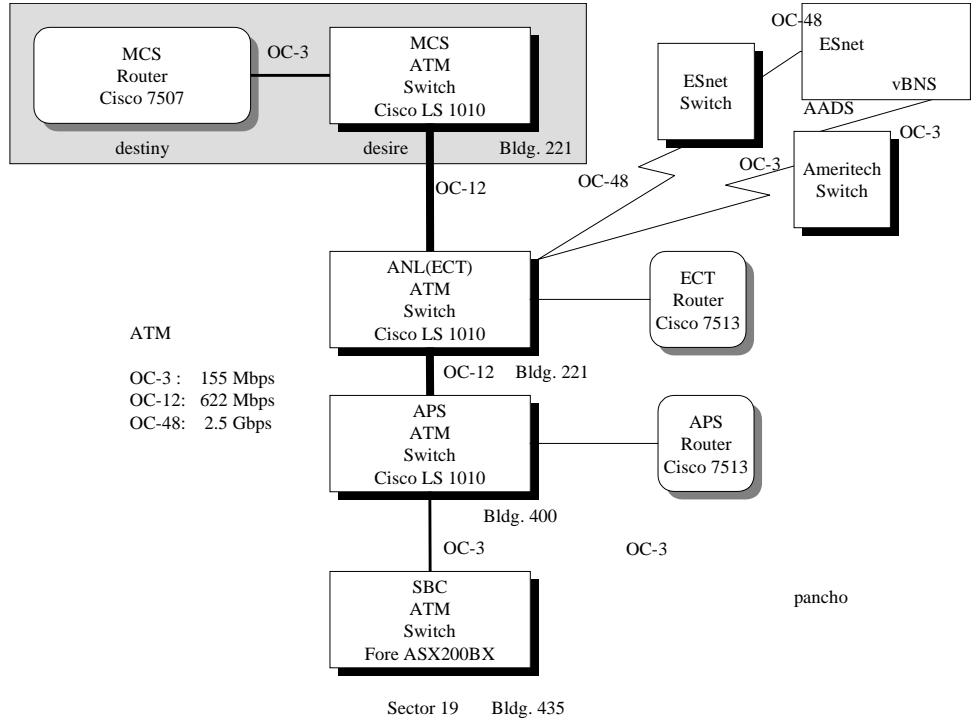 MCS
Router
Cisco 7507
OC-3
MCS
ATM
Switch
Cisco LS 1010
destiny
desire
Bldg. 221
OC-48
ESnet
vBNS
ESnet
Switch
AADS
OC-3
Ameritech
Switch
OC-3
OC-48
OC-12
ANL(ECT)
ATM
Switch
Cisco LS 1010
ECT
Router
Cisco 7513
ATM
OC-3 : 155 Mbps
OC-12: 622 Mbps
OC-48: 2.5 Gbps
OC-12
Bldg. 221
APS
ATM
Switch
Cisco LS 1010
APS
Router
Cisco 7513
Bldg. 400
OC-3
OC-3
SBC
ATM
Switch
Fore ASX200BX
pancho
Sector 19
Bldg. 435